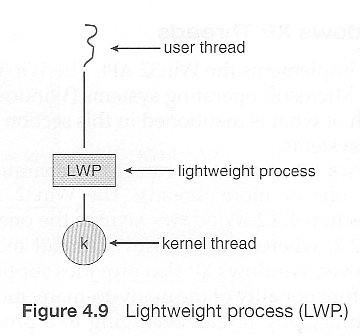 user thread
LWP
lightweight process
k
kernel thread
Figure 4.9 Lightweight process (LWP.)